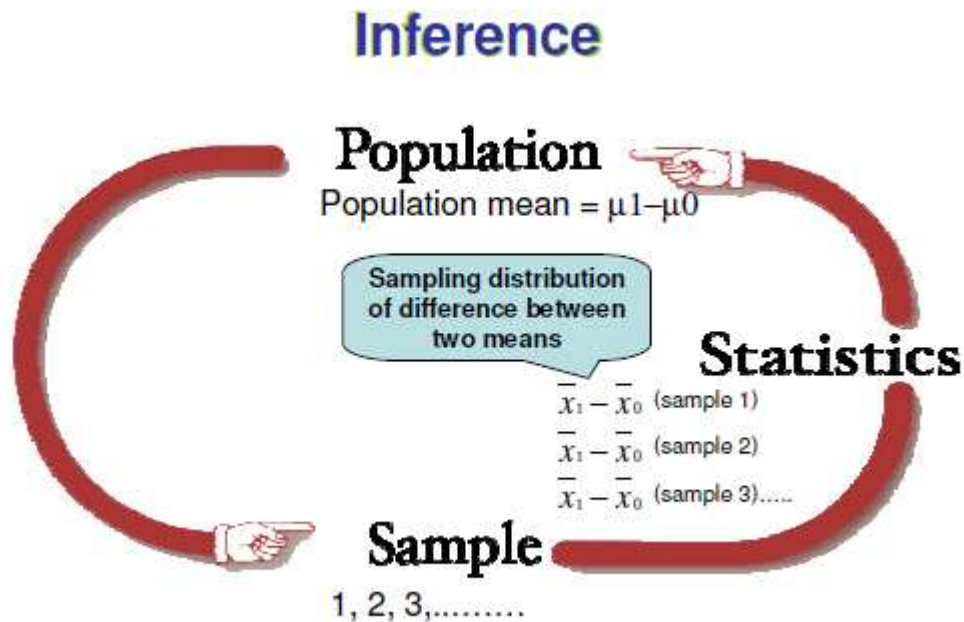 Inference
Population
Population mean = μ1–μ0
Sampling distribution
of difference between
two means
Statistics
x̅₁ − x̅₀ (sample 1)
x̅₁ − x̅₀ (sample 2)
x̅₁ − x̅₀ (sample 3).....
Sample
1, 2, 3,.........